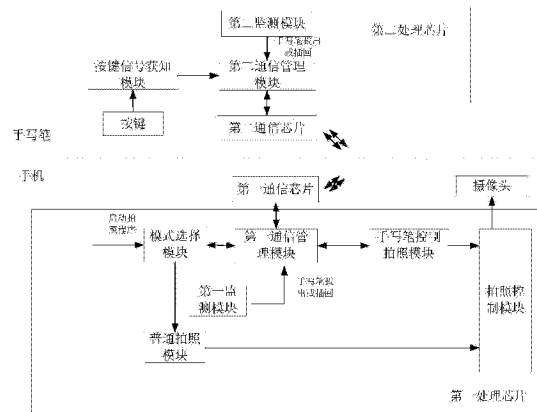 第二监测模块
第二处理芯片
手写笔拔出
或插回
按键信号获知
模块
第二通信管理
模块
按键
第二通信芯片
手写笔
手机
第一通信芯片
摄像头
启动拍
照程序
模式选择
模块
第一通信管
理模块
手写笔控制
拍照模块
拍照控
制模块
第一监
测模块
手写笔拔
出或插回
普通拍照
模块
第一处理芯片